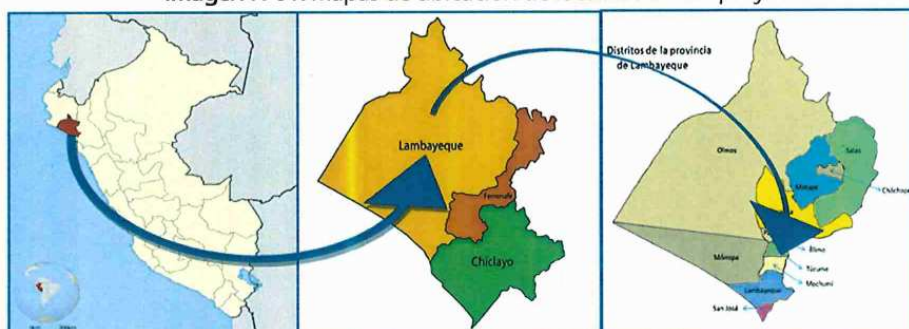 Lambayeque
Ferreñafe
Chiclayo
Distritos de la provincia
de Lambayeque
Olmos
Salas
Motupe
Chóchope
Mórrope
Íllimo
Túcume
Mochumí
Lambayeque
San José